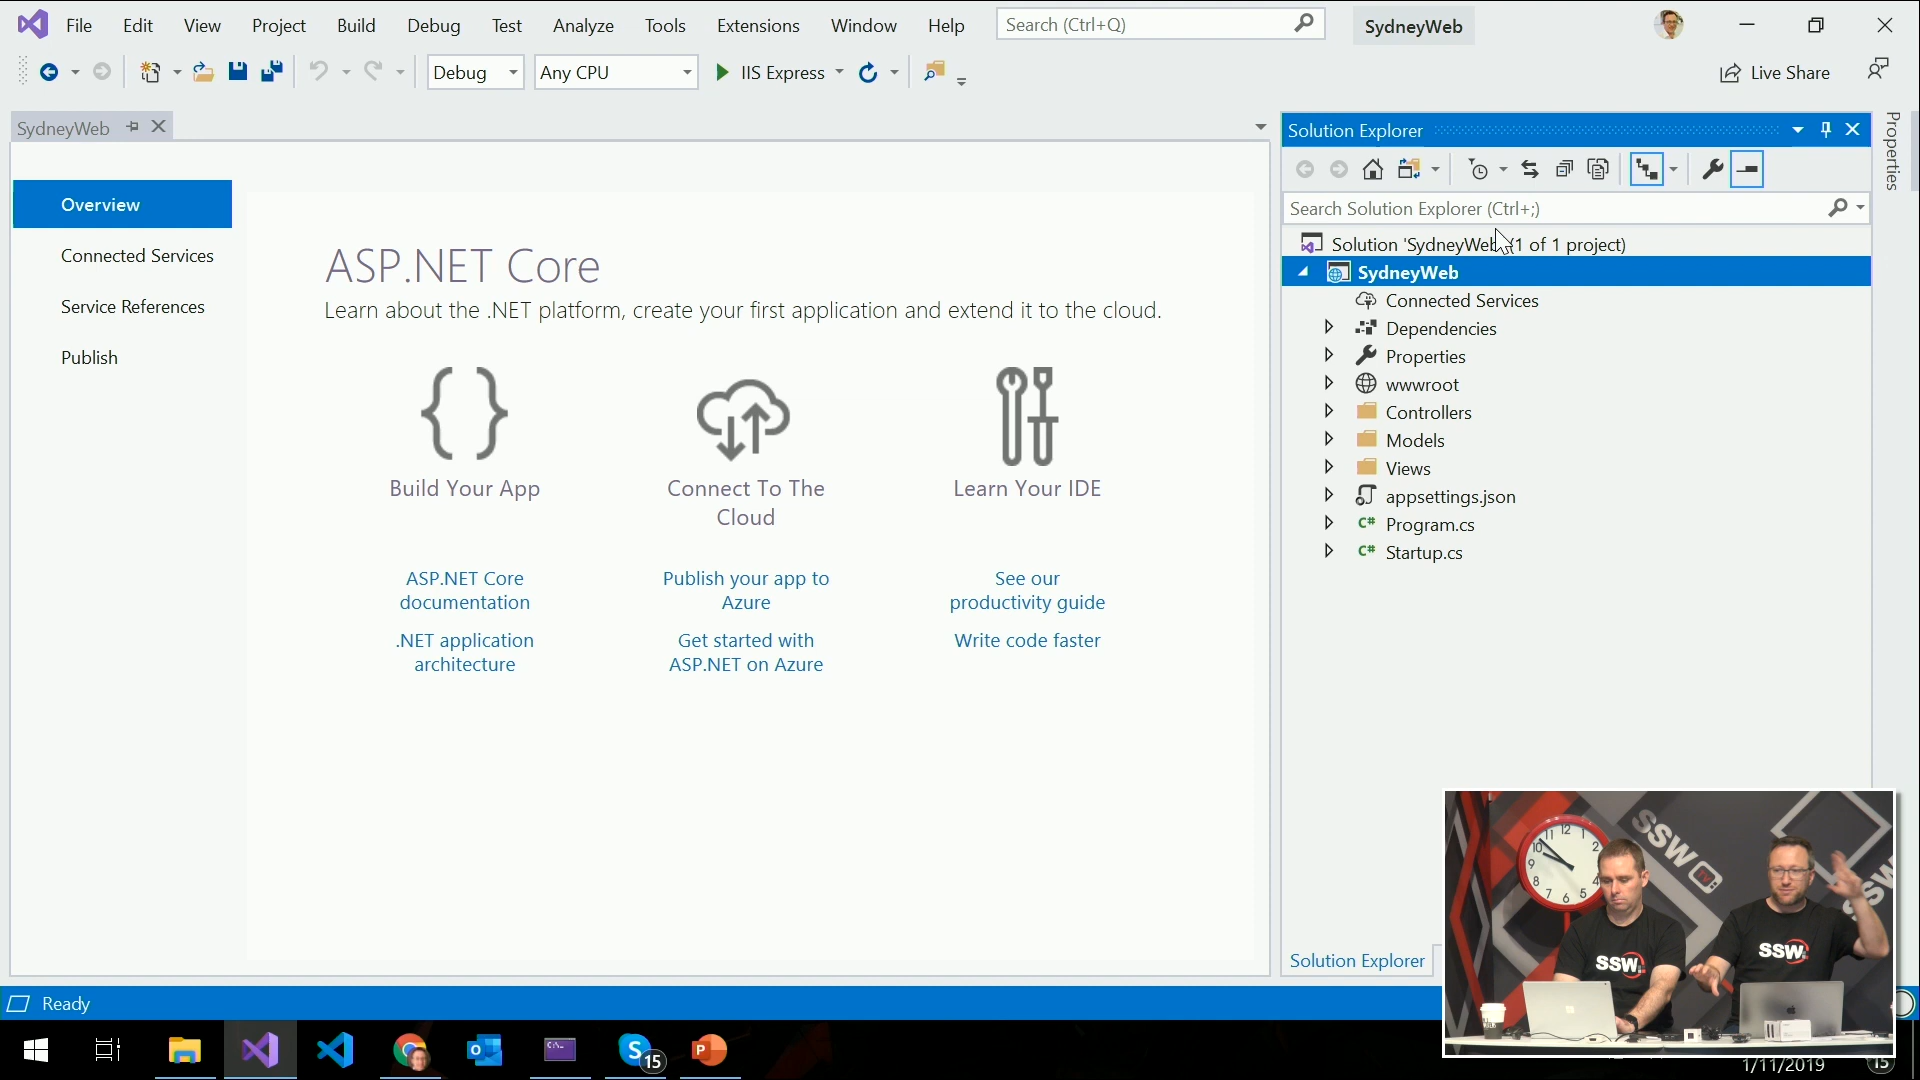 File Edit View Project Build Debug Test Analyze Tools Extensions Window Help Search (Ctrl+Q) SydneyWeb
Debug Any CPU IIS Express Live Share
SydneyWeb
Overview
Connected Services
Service References
Publish
ASP.NET Core
Learn about the .NET platform, create your first application and extend it to the cloud.
Build Your App
Connect To The
Cloud
Learn Your IDE
ASP.NET Core
documentation
.NET application
architecture
Publish your app to
Azure
Get started with
ASP.NET on Azure
See our
productivity guide
Write code faster
Solution Explorer
Search Solution Explorer (Ctrl+;)
Solution 'SydneyWeb' (1 of 1 project)
SydneyWeb
Connected Services
Dependencies
Properties
wwwroot
Controllers
Models
Views
appsettings.json
C# Program.cs
C# Startup.cs
Solution Explorer
Properties
SSW TV
SSW
SSW
Ready
15
1/11/2019
15